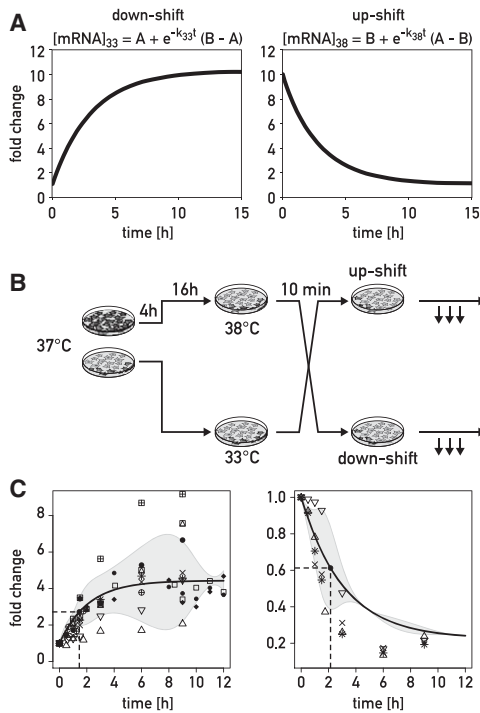 A
down-shift
[mRNA]₃₃ = A + e⁻ᵏ³³ᵗ (B - A)
up-shift
[mRNA]₃₈ = B + e⁻ᵏ³⁸ᵗ (A - B)
fold change
12
10
8
6
4
2
0
0 5 10 15
time [h]
12
10
8
6
4
2
0
0 5 10 15
time [h]
B
37°C
4h
16h
38°C
33°C
10 min
up-shift
down-shift
C
fold change
8
6
4
2
0
0 2 4 6 8 10 12
time [h]
1.0
0.8
0.6
0.4
0.2
0 2 4 6 8 10 12
time [h]